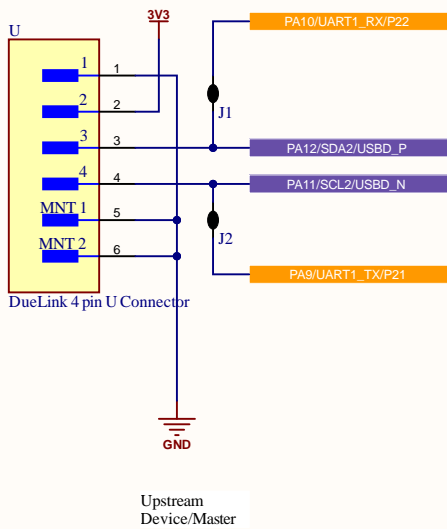 U
3V3
PA10/UART1_RX/P22
1 1
2 2
J1
3 3
PA12/SDA2/USBD_P
4 4
PA11/SCL2/USBD_N
MNT 1 5
J2
MNT 2 6
PA9/UART1_TX/P21
DueLink 4 pin U Connector
GND
Upstream
Device/Master